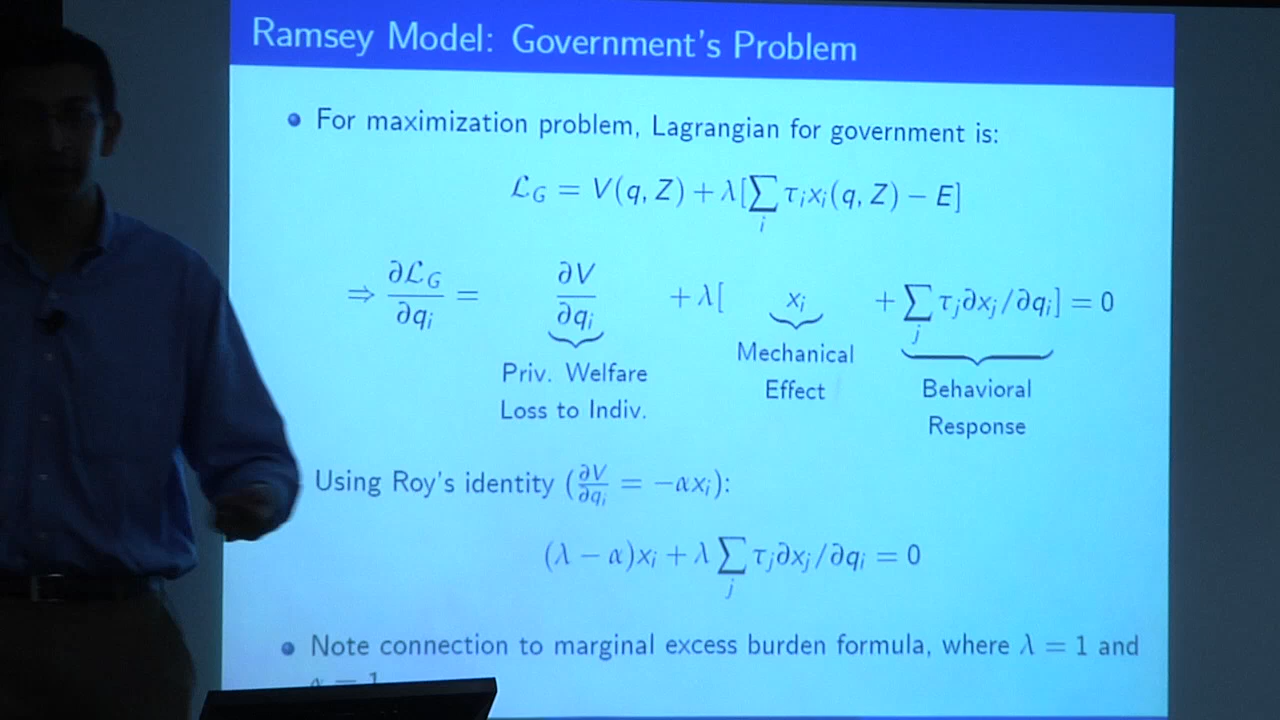 Ramsey Model: Government's Problem
For maximization problem, Lagrangian for government is:
ℒ_G = V(q, Z) + λ[∑_i τ_i x_i(q, Z) − E]
⇒ ∂ℒ_G/∂q_i = ∂V/∂q_i + λ[ x_i + ∑_j τ_j ∂x_j/∂q_i] = 0
Priv. Welfare Loss to Indiv.
Mechanical Effect
Behavioral Response
Using Roy's identity (∂V/∂q_i = −αx_i):
(λ − α)x_i + λ ∑_j τ_j ∂x_j/∂q_i = 0
Note connection to marginal excess burden formula, where λ = 1 and